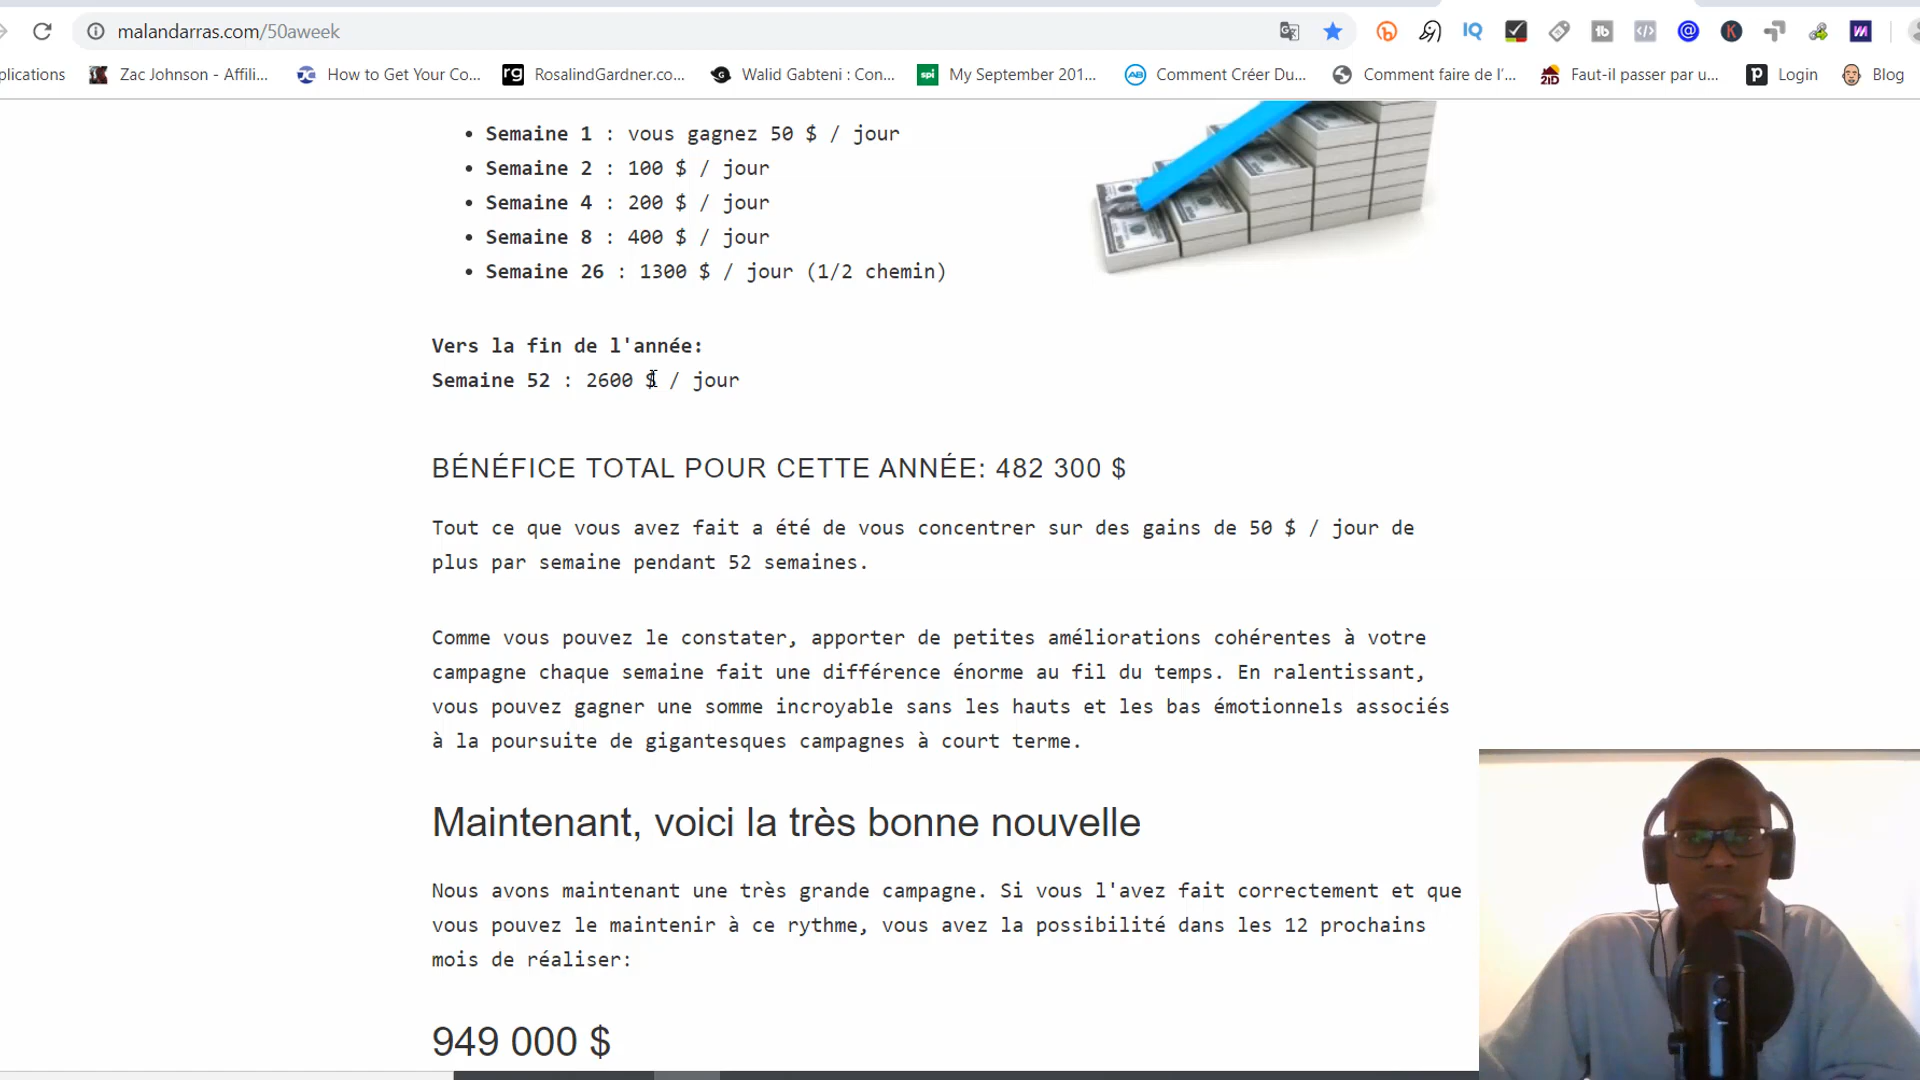 malandarras.com/50aweek
plications
Zac Johnson - Affili...
How to Get Your Co...
RosalindGardner.co...
Walid Gabteni : Con...
My September 201...
Comment Créer Du...
Comment faire de l'...
Faut-il passer par u...
Login
Blog
• Semaine 1 : vous gagnez 50 $ / jour
• Semaine 2 : 100 $ / jour
• Semaine 4 : 200 $ / jour
• Semaine 8 : 400 $ / jour
• Semaine 26 : 1300 $ / jour (1/2 chemin)
Vers la fin de l'année:
Semaine 52 : 2600 $ / jour
BÉNÉFICE TOTAL POUR CETTE ANNÉE: 482 300 $
Tout ce que vous avez fait a été de vous concentrer sur des gains de 50 $ / jour de
plus par semaine pendant 52 semaines.
Comme vous pouvez le constater, apporter de petites améliorations cohérentes à votre
campagne chaque semaine fait une différence énorme au fil du temps. En ralentissant,
vous pouvez gagner une somme incroyable sans les hauts et les bas émotionnels associés
à la poursuite de gigantesques campagnes à court terme.
Maintenant, voici la très bonne nouvelle
Nous avons maintenant une très grande campagne. Si vous l'avez fait correctement et que
vous pouvez le maintenir à ce rythme, vous avez la possibilité dans les 12 prochains
mois de réaliser:
949 000 $